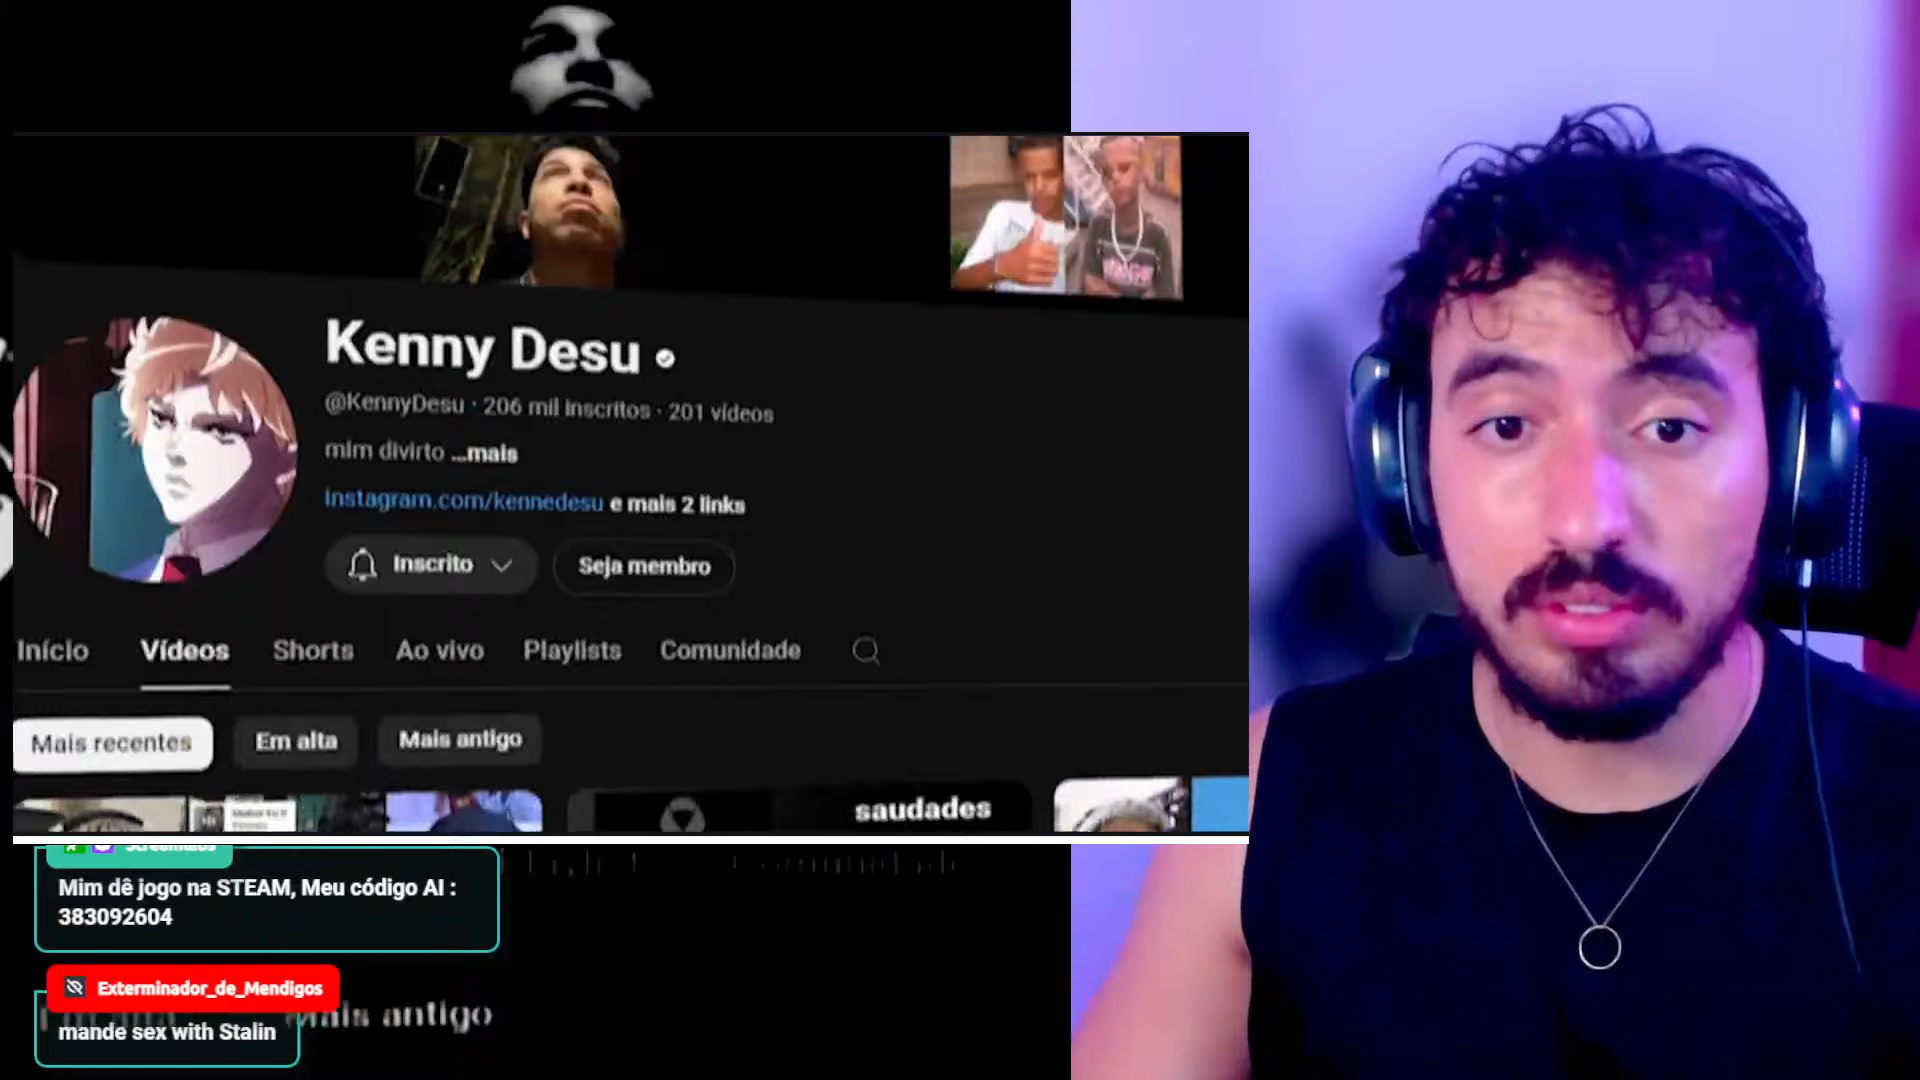 Kenny Desu
@KennyDesu · 206 mil inscritos · 201 vídeos
mim divirto ...mais
instagram.com/kennedesu e mais 2 links
Inscrito
Seja membro
Início
Vídeos
Shorts
Ao vivo
Playlists
Comunidade
Mais recentes
Em alta
Mais antigo
saudades
Streamlabs
Mim dê jogo na STEAM, Meu código AI :
383092604
Exterminador_de_Mendigos
Mais antigo
mande sex with Stalin